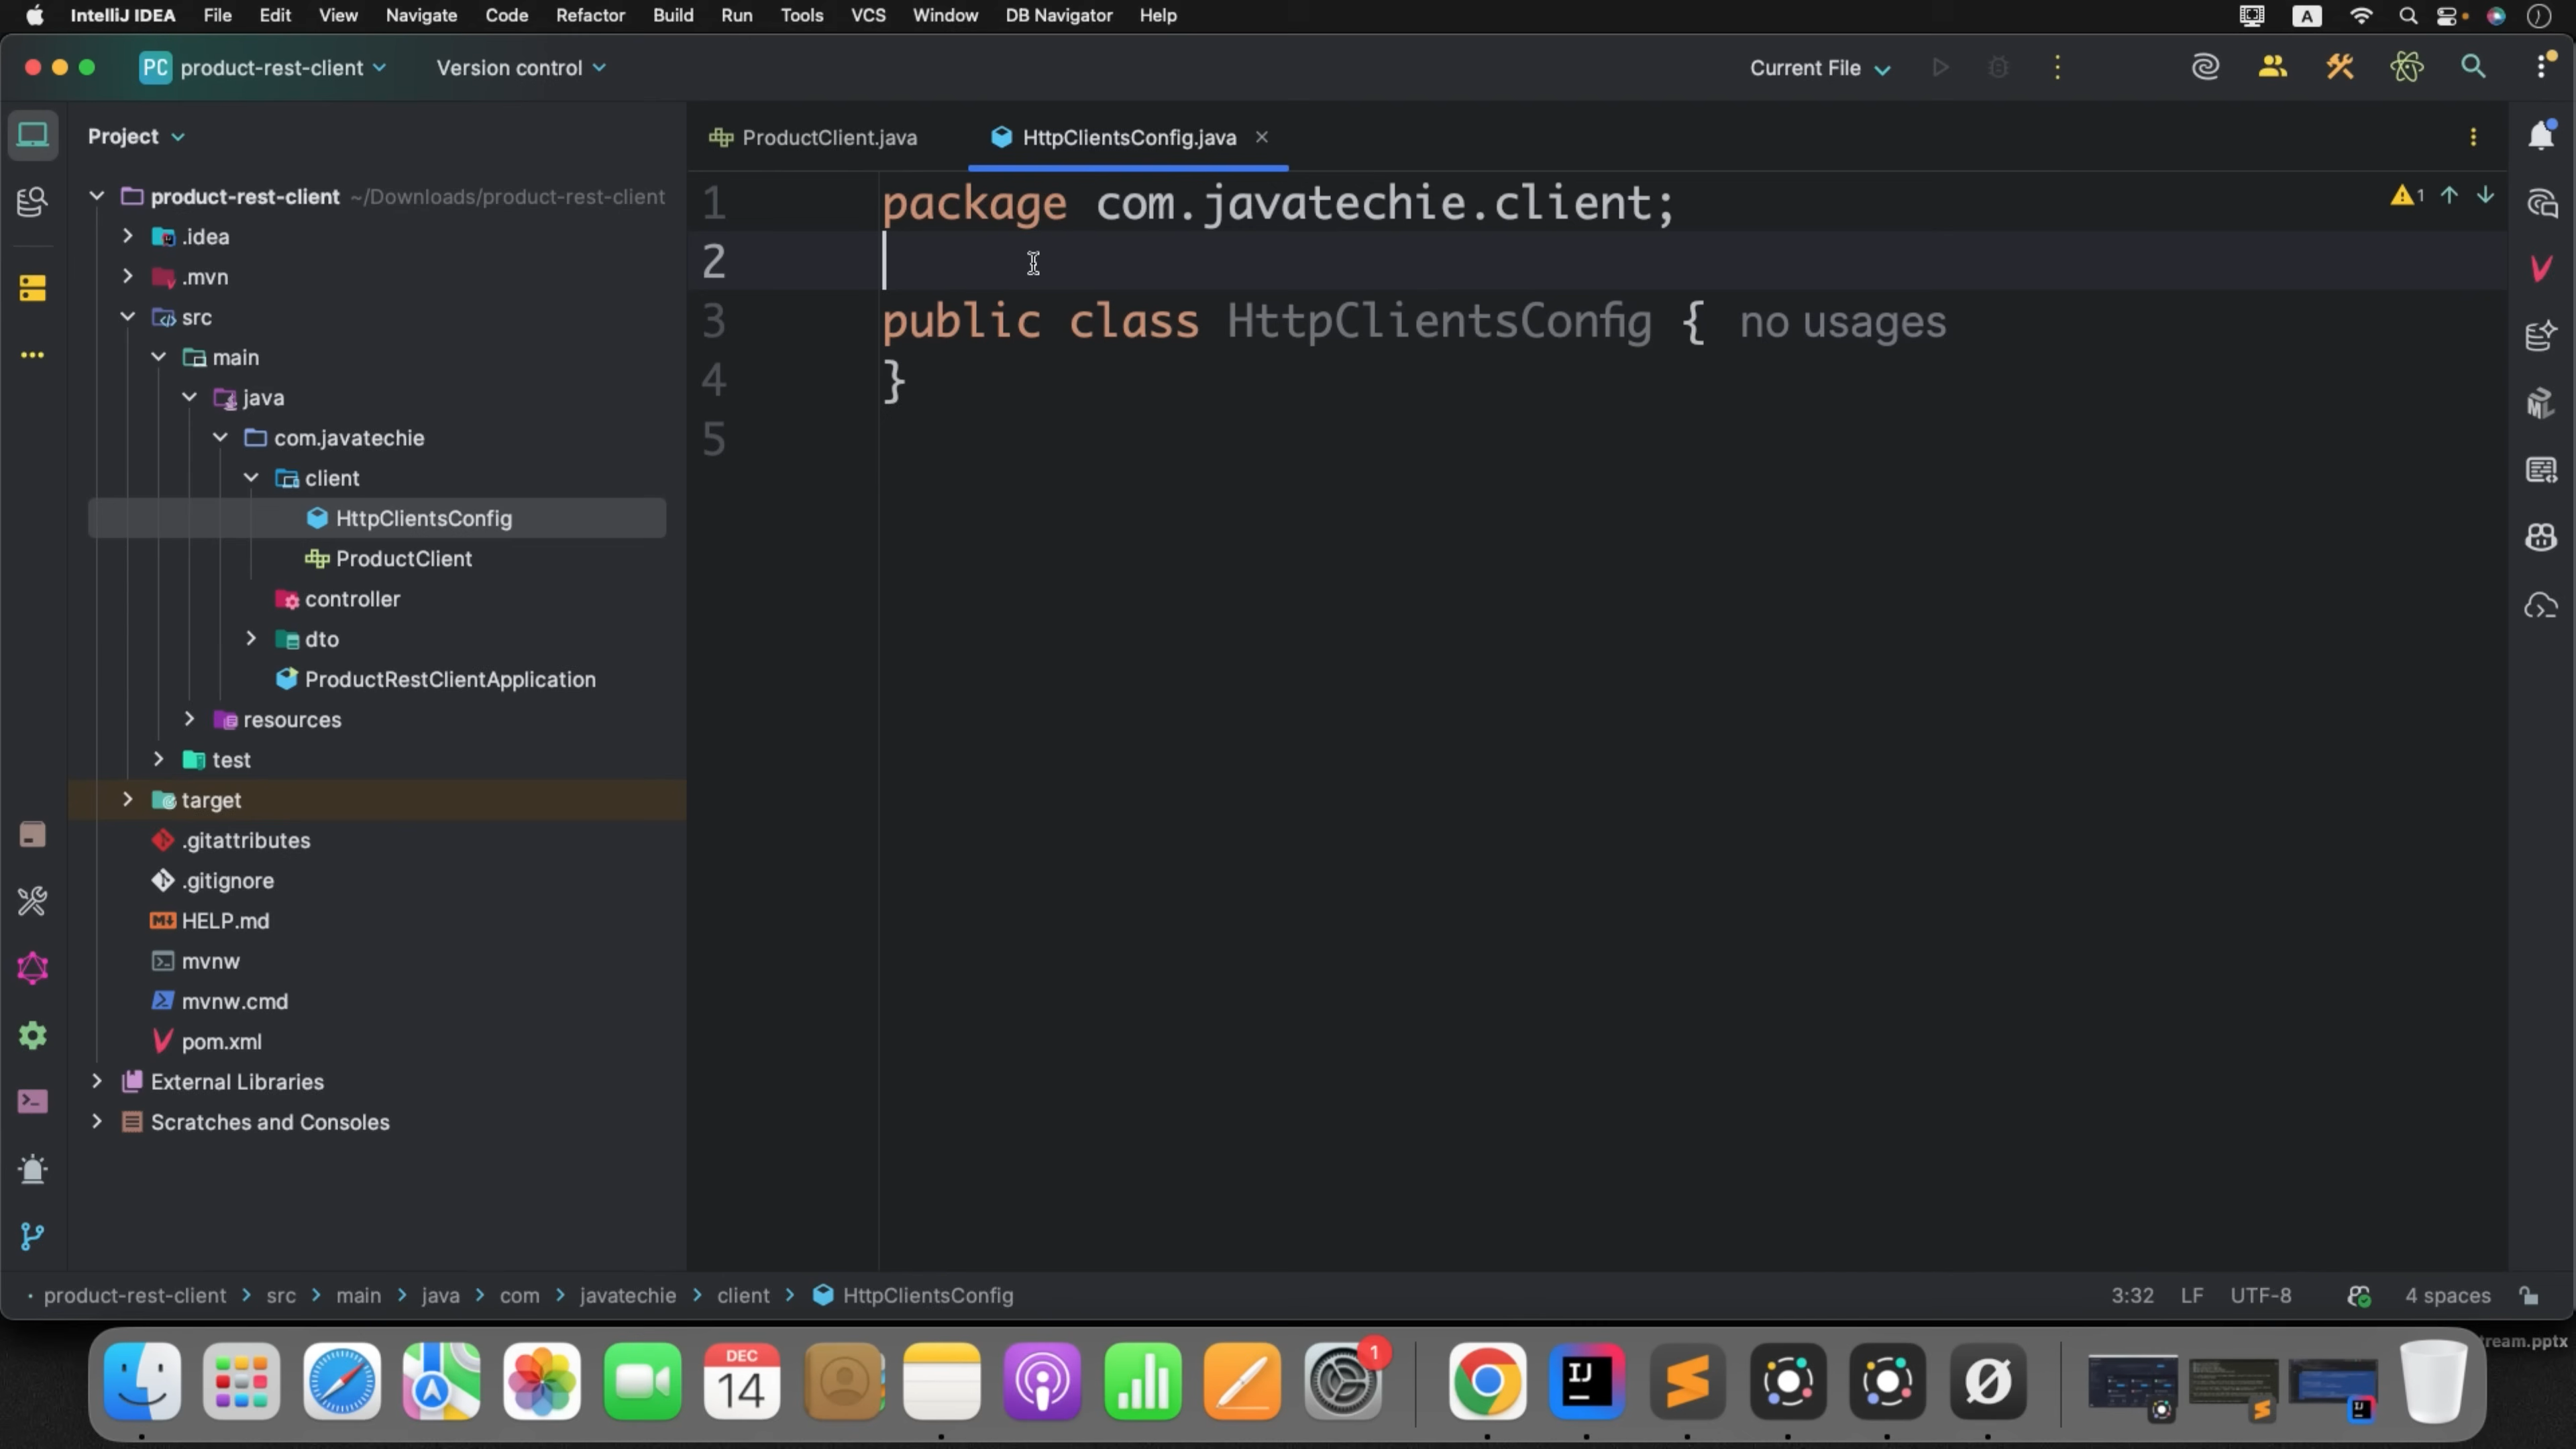 IntelliJ IDEA File Edit View Navigate Code Refactor Build Run Tools VCS Window DB Navigator Help A
PC product-rest-client Version control Current File
Project
ProductClient.java HttpClientsConfig.java
product-rest-client ~/Downloads/product-rest-client
.idea
.mvn
src
main
java
com.javatechie
client
HttpClientsConfig
ProductClient
controller
dto
ProductRestClientApplication
resources
test
target
.gitattributes
.gitignore
HELP.md
mvnw
mvnw.cmd
pom.xml
External Libraries
Scratches and Consoles
1 package com.javatechie.client;
1
2
3 public class HttpClientsConfig { no usages
4 }
5
product-rest-client > src > main > java > com > javatechie > client > HttpClientsConfig 3:32 LF UTF-8 4 spaces
DEC
14
1
IJ
tream.pptx